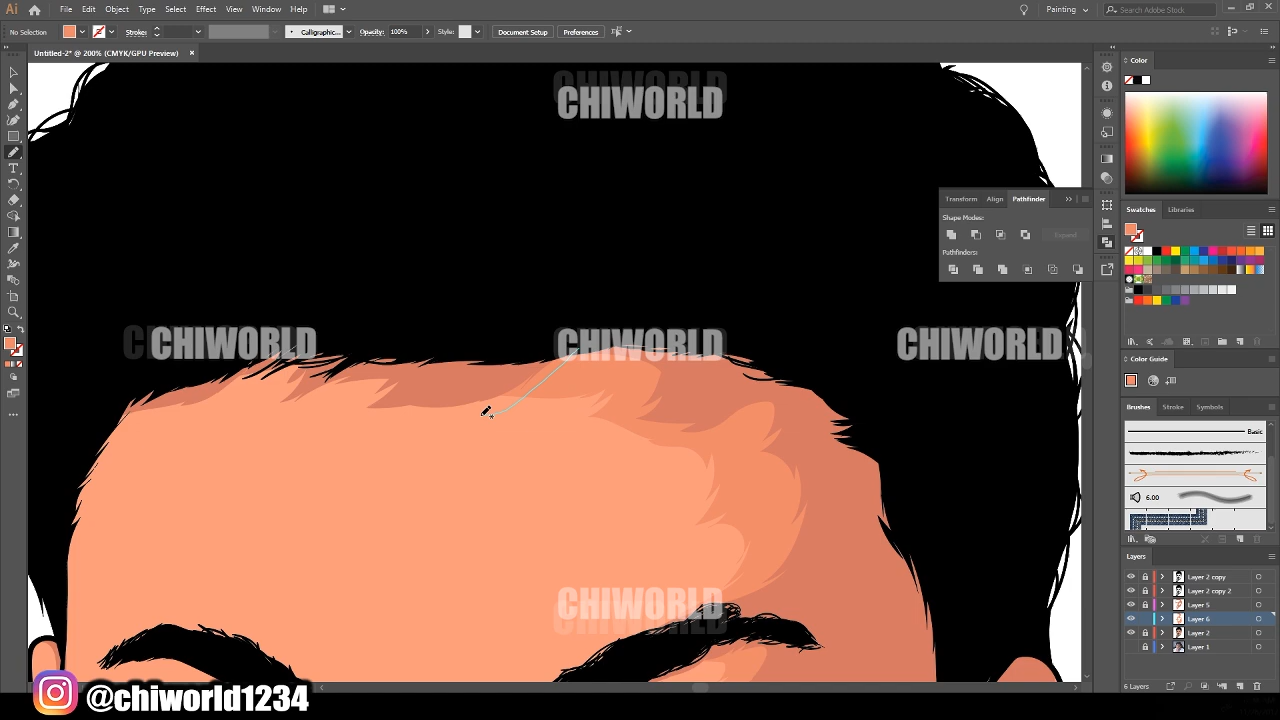 Ai File Edit Object Type Select Effect View Window Help Painting Search Adobe Stock
No Selection Stroke: Calligraphic... Opacity: 100% Style: Document Setup Preferences
Untitled-2* @ 200% (CMYK/GPU Preview)
Color
CHIWORLD
Transform Align Pathfinder
Shape Modes:
Expand
Pathfinders:
Swatches Libraries
CHIWORLD CHIWORLD CHIWORLD
Color Guide
Brushes Stroke Symbols
Basic
6.00
Layers
Layer 2 copy
Layer 2 copy 2
Layer 5
CHIWORLD
Layer 6
Layer 2
Layer 1
6 Layers
@chiworld1234